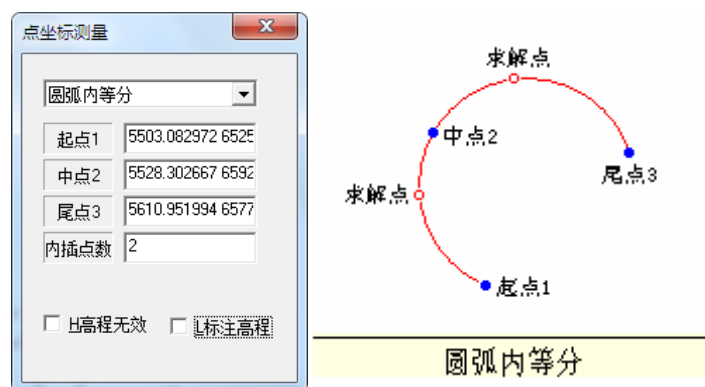 点坐标测量
圆弧内等分
起点1 5503.082972 6525
中点2 5528.302667 6592
尾点3 5610.951994 6577
内插点数 2
H高程无效 L标注高程
求解点
中点2
尾点3
求解点
起点1
圆弧内等分